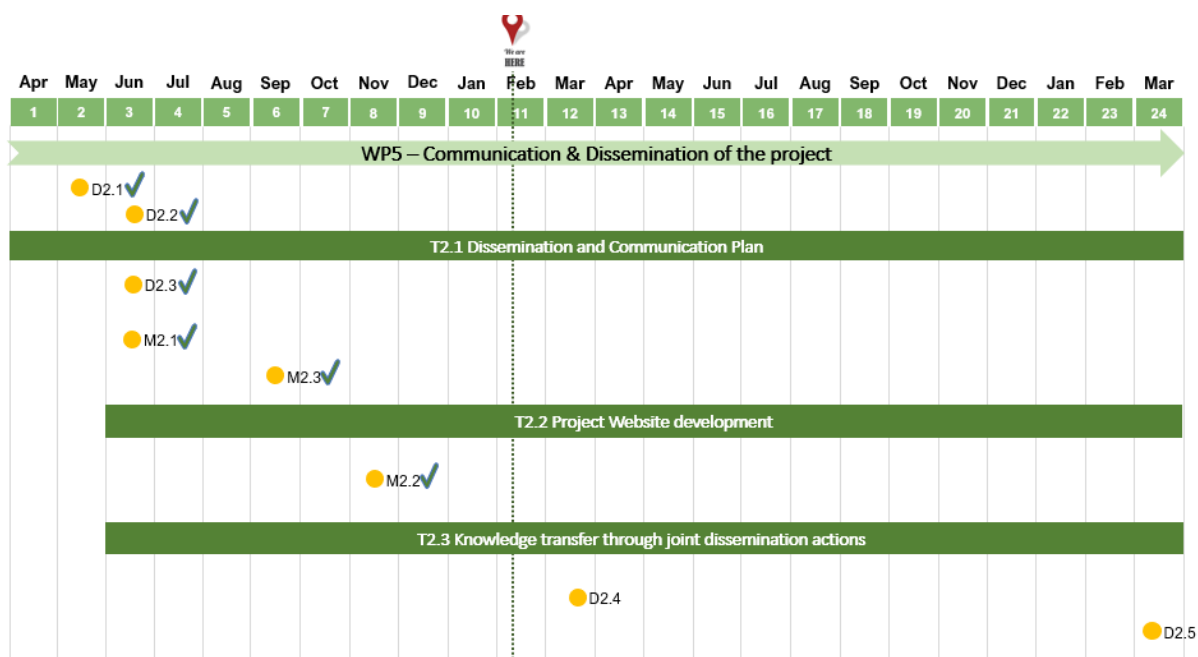 We are
HERE
Apr May Jun Jul Aug Sep Oct Nov Dec Jan Feb Mar Apr May Jun Jul Aug Sep Oct Nov Dec Jan Feb Mar
1 2 3 4 5 6 7 8 9 10 11 12 13 14 15 16 17 18 19 20 21 22 23 24
WP5 – Communication & Dissemination of the project
D2.1
D2.2
T2.1 Dissemination and Communication Plan
D2.3
M2.1
M2.3
T2.2 Project Website development
M2.2
T2.3 Knowledge transfer through joint dissemination actions
D2.4
D2.5